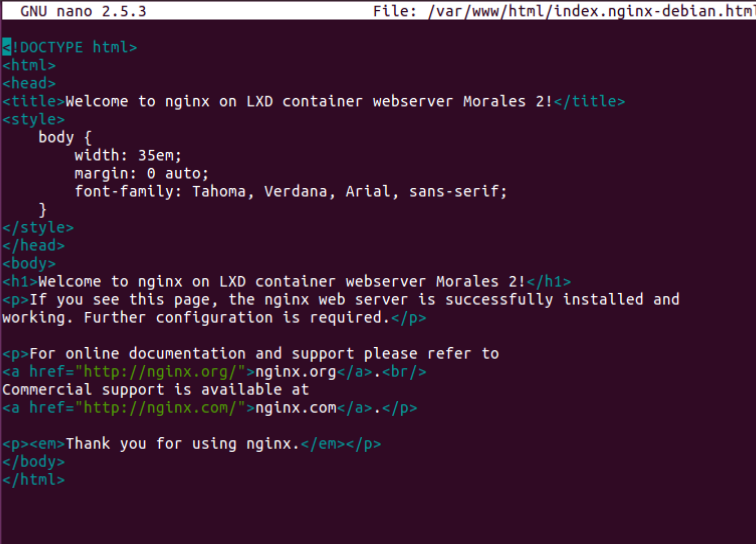 GNU nano 2.5.3 File: /var/www/html/index.nginx-debian.html
<!DOCTYPE html>
<html>
<head>
<title>Welcome to nginx on LXD container webserver Morales 2!</title>
<style>
    body {
        width: 35em;
        margin: 0 auto;
        font-family: Tahoma, Verdana, Arial, sans-serif;
    }
</style>
</head>
<body>
<h1>Welcome to nginx on LXD container webserver Morales 2!</h1>
<p>If you see this page, the nginx web server is successfully installed and
working. Further configuration is required.</p>
<p>For online documentation and support please refer to
<a href="http://nginx.org/">nginx.org</a>.<br/>
Commercial support is available at
<a href="http://nginx.com/">nginx.com</a>.</p>
<p><em>Thank you for using nginx.</em></p>
</body>
</html>